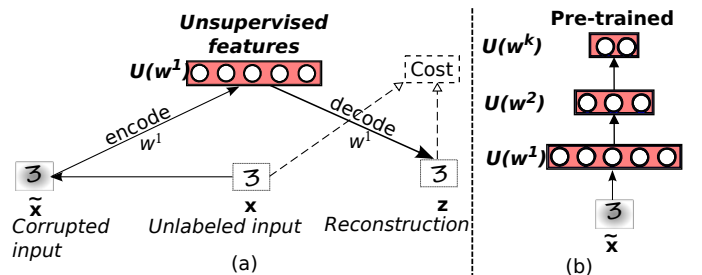 Unsupervised
features
U(w¹)
Cost
encode
w¹
decode
w¹
3
3
3
x̃
x
z
Corrupted
input
Unlabeled input
Reconstruction
(a)
Pre-trained
U(wᵏ)
U(w²)
U(w¹)
3
x̃
(b)